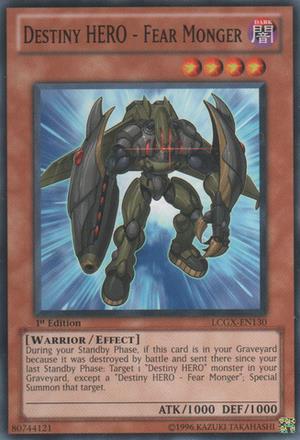 DESTINY HERO - FEAR MONGER
DARK
闇
1st Edition
LCGX-EN130
[WARRIOR / EFFECT]
During your Standby Phase, if this card is in your Graveyard
because it was destroyed by battle and sent there since your
last Standby Phase: Target 1 "Destiny HERO" monster in your
Graveyard, except a "Destiny HERO - Fear Monger"; Special
Summon that target.
ATK/1000 DEF/1000
80744121
©1996 KAZUKI TAKAHASHI